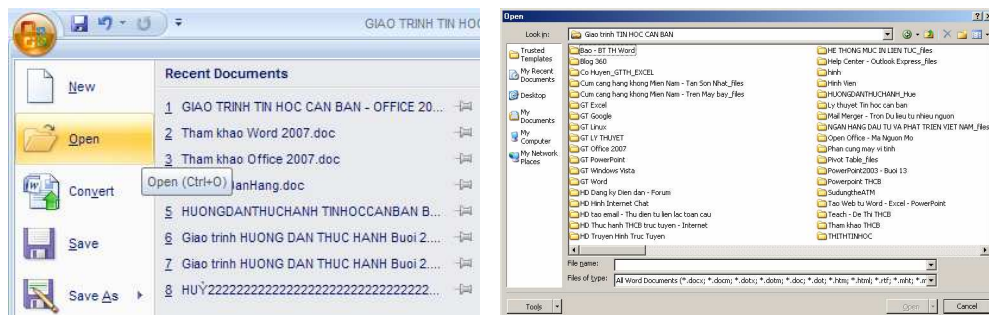 GIAO TRINH TIN HOC
New
Open
Convert
Save
Save As
Recent Documents
1 GIAO TRINH TIN HOC CAN BAN - OFFICE 20...
2 Tham khao Word 2007.doc
3 Tham khao Office 2007.doc
anHang.doc
Open (Ctrl+O)
5 HUONGDANTHUCHANH TINHOCCANBAN B...
6 Giao trinh HUONG DAN THUC HANH Buoi 2....
7 Giao trinh HUONG DAN THUC HANH Buoi 2....
8 HUỲ22222222222222222222222222222222...
Open
Look in:
Giao trinh TIN HOC CAN BAN
Trusted Templates
My Recent Documents
Desktop
My Documents
My Computer
My Network Places
Bao - BT TH Word
Blog 360
Co Huyen_GTTH_EXCEL
Cum cang hang khong Mien Nam - Tan Son Nhat_files
Cum cang hang khong Mien Nam - Tren May bay_files
GT Excel
GT Google
GT Linux
GT LY THUYET
GT Office 2007
GT PowerPoint
GT Windows Vista
GT Word
HD Dang ky Dien dan - Forum
HD Hinh Internet Chat
HD tao email - Thu dien tu lien lac toan cau
HD Thuc hanh THCB truc tuyen - Internet
HD Truyen Hinh Truc Tuyen
HE THONG MUC IN LIEN TUC_files
Help Center - Outlook Express_files
hinh
Hinh Vien
HUONGDANTHUCHANH_Hue
Ly thuyet Tin hoc can ban
Mail Merger - Tron Du lieu tu nhieu nguon
NGAN HANG DAU TU VA PHAT TRIEN VIET NAM_files
Open Office - Ma Nguon Mo
Phan cung may vi tinh
Pivot Table_files
PowerPoint2003 - Buoi 13
Powerpoint THCB
SudungtheATM
Tao Web tu Word - Excel - PowerPoint
Teach - De Thi THCB
Tham khao THCB
THITHTINHOC
File name:
Files of type:
All Word Documents (*.docx; *.docm; *.dotx; *.dotm; *.doc; *.dot; *.htm; *.html; *.rtf; *.mht; *.m
Tools
Open
Cancel